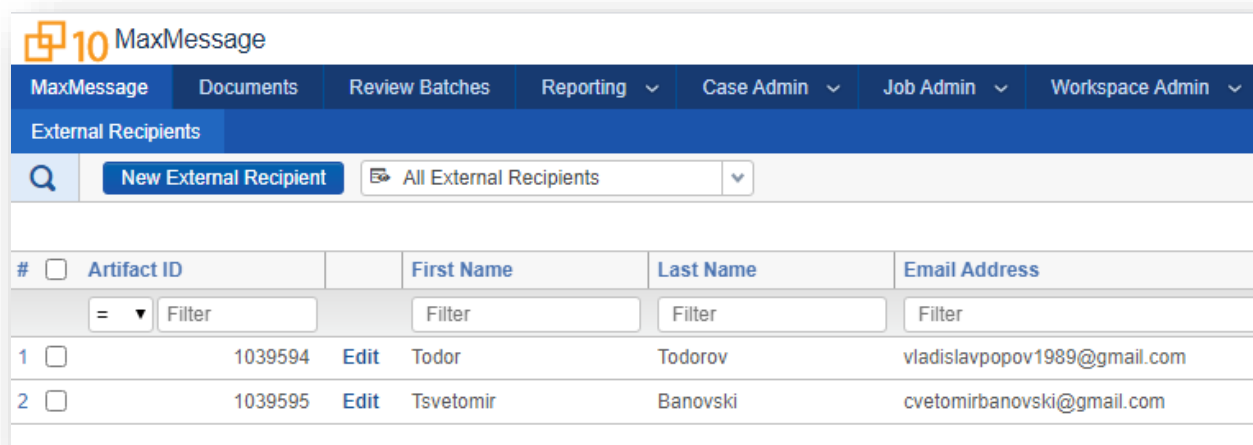 10 MaxMessage
MaxMessage Documents Review Batches Reporting Case Admin Job Admin Workspace Admin
External Recipients
New External Recipient All External Recipients
# Artifact ID First Name Last Name Email Address
= Filter Filter Filter Filter
1 1039594 Edit Todor Todorov vladislavpopov1989@gmail.com
2 1039595 Edit Tsvetomir Banovski cvetomirbanovski@gmail.com